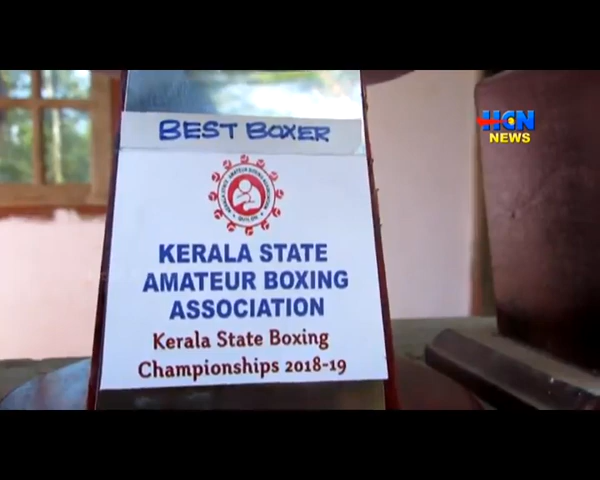 BEST BOXER
KERALA STATE
AMATEUR BOXING
ASSOCIATION
Kerala State Boxing
Championships 2018-19
HCN
NEWS